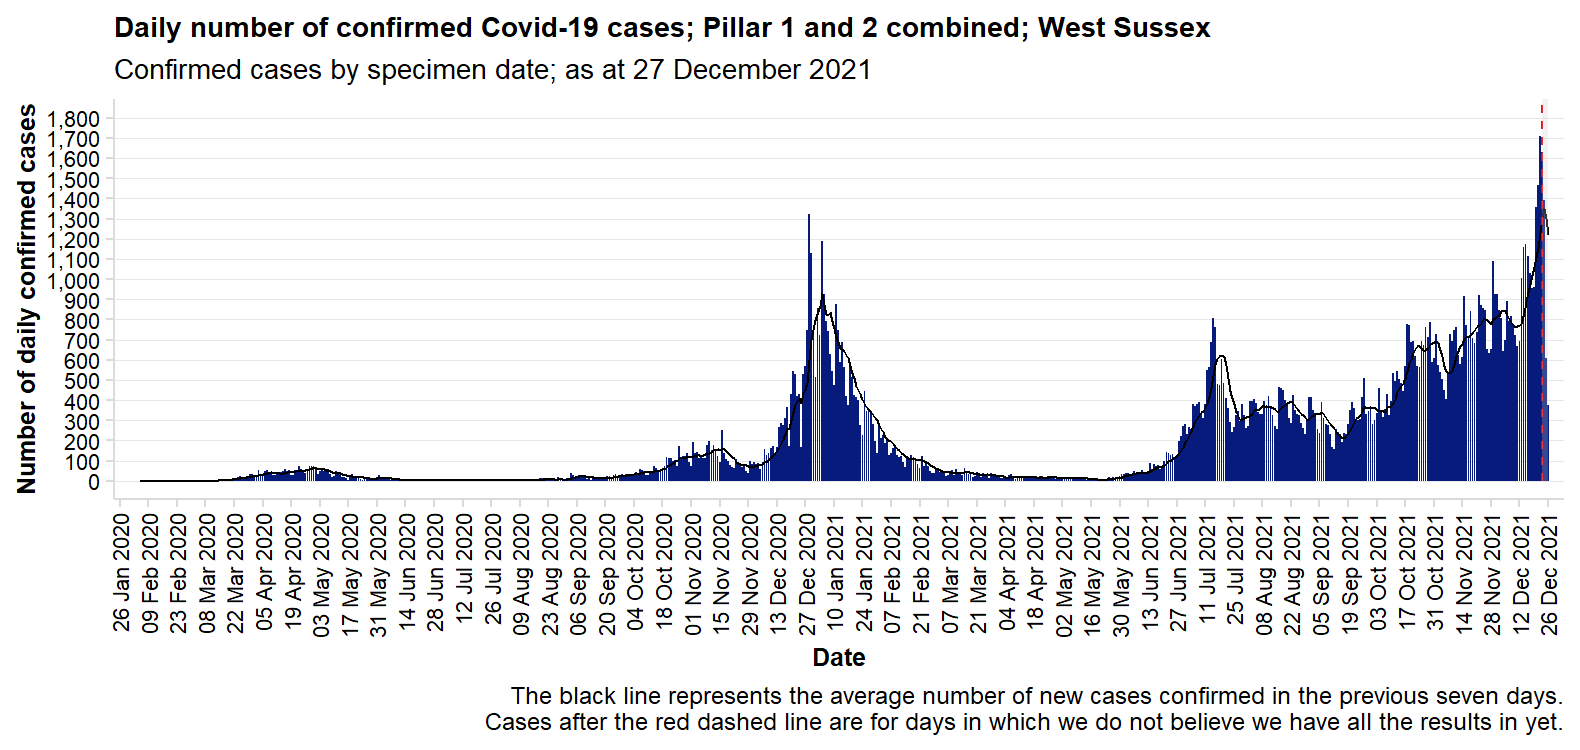 Daily number of confirmed Covid-19 cases; Pillar 1 and 2 combined; West Sussex
Confirmed cases by specimen date; as at 27 December 2021
Number of daily confirmed cases
1,800
1,700
1,600
1,500
1,400
1,300
1,200
1,100
1,000
900
800
700
600
500
400
300
200
100
0
26 Jan 2020
09 Feb 2020
23 Feb 2020
08 Mar 2020
22 Mar 2020
05 Apr 2020
19 Apr 2020
03 May 2020
17 May 2020
31 May 2020
14 Jun 2020
28 Jun 2020
12 Jul 2020
26 Jul 2020
09 Aug 2020
23 Aug 2020
06 Sep 2020
20 Sep 2020
04 Oct 2020
18 Oct 2020
01 Nov 2020
15 Nov 2020
29 Nov 2020
13 Dec 2020
27 Dec 2020
10 Jan 2021
24 Jan 2021
07 Feb 2021
21 Feb 2021
07 Mar 2021
21 Mar 2021
04 Apr 2021
18 Apr 2021
02 May 2021
16 May 2021
30 May 2021
13 Jun 2021
27 Jun 2021
11 Jul 2021
25 Jul 2021
08 Aug 2021
22 Aug 2021
05 Sep 2021
19 Sep 2021
03 Oct 2021
17 Oct 2021
31 Oct 2021
14 Nov 2021
28 Nov 2021
12 Dec 2021
26 Dec 2021
Date
The black line represents the average number of new cases confirmed in the previous seven days.
Cases after the red dashed line are for days in which we do not believe we have all the results in yet.